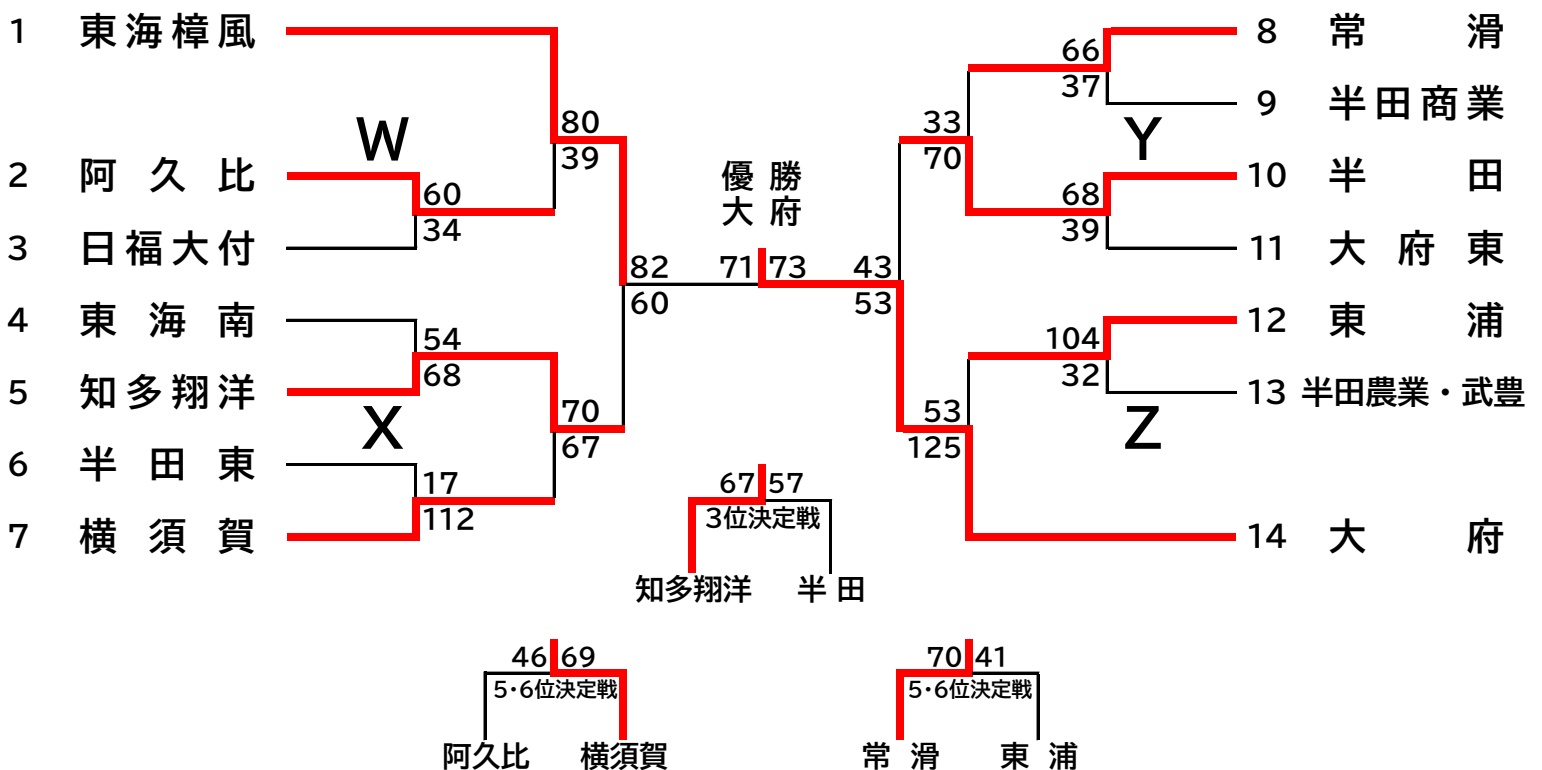 1 東海樟風
2 阿久比
3 日福大付
4 東海南
5 知多翔洋
6 半田東
7 横須賀
W
X
60
34
54
68
17
112
80
39
70
67
82
60
優勝
大府
71 73
43
53
33
70
53
125
66
37
68
39
104
32
Y
Z
8 常滑
9 半田商業
10 半田
11 大府東
12 東浦
13 半田農業・武豊
14 大府
67 57
3位決定戦
知多翔洋 半田
46 69
5・6位決定戦
阿久比 横須賀
70 41
5・6位決定戦
常滑 東浦